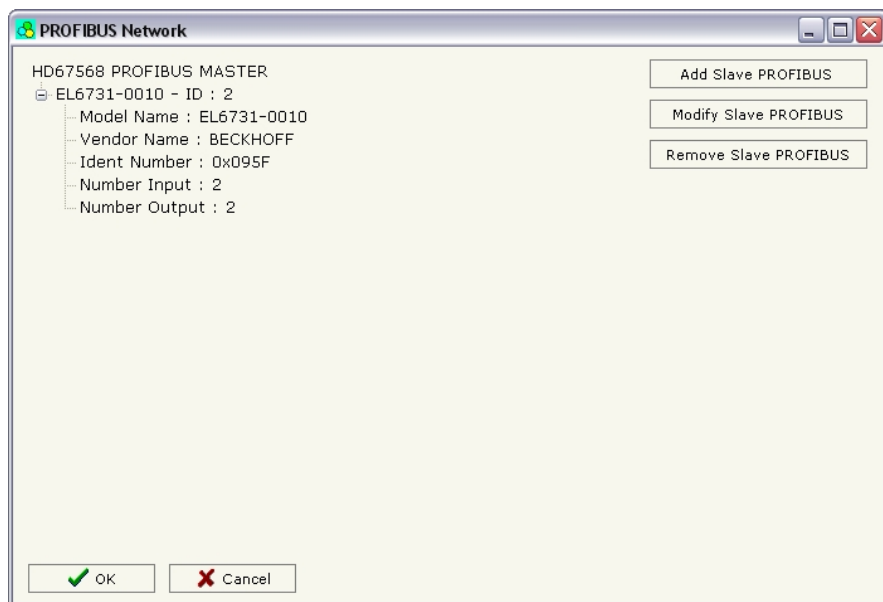 PROFIBUS Network
HD67568 PROFIBUS MASTER
EL6731-0010 - ID : 2
Model Name : EL6731-0010
Vendor Name : BECKHOFF
Ident Number : 0x095F
Number Input : 2
Number Output : 2
Add Slave PROFIBUS
Modify Slave PROFIBUS
Remove Slave PROFIBUS
OK
Cancel